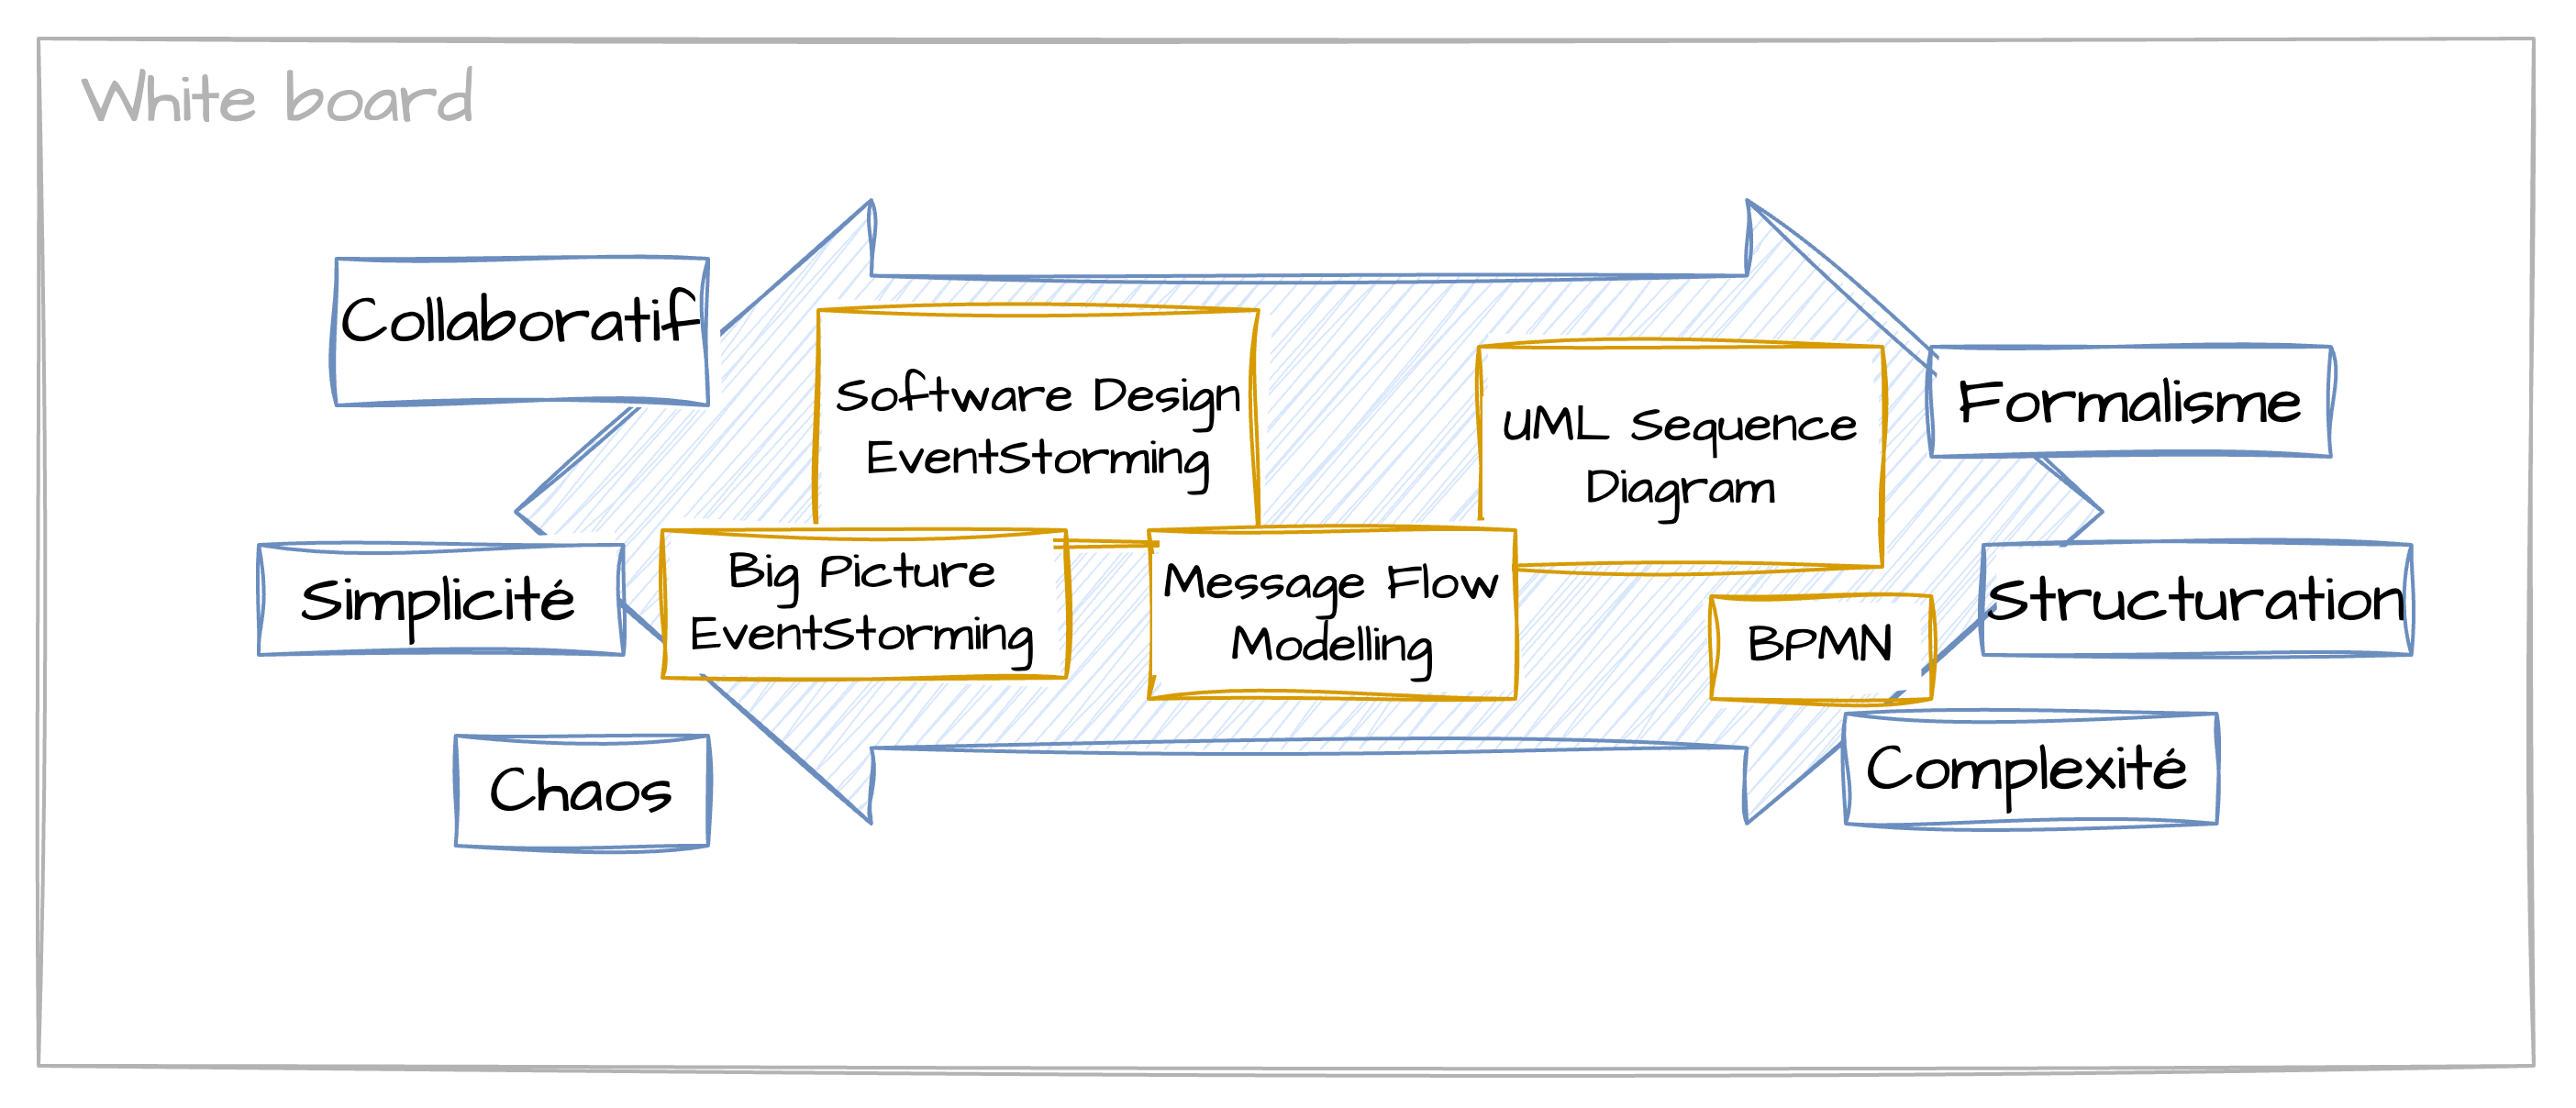 White board
Collaboratif
Software Design
EventStorming
UML Sequence
Diagram
Formalisme
Simplicité
Big Picture
EventStorming
Message Flow
Modelling
BPMN
Structuration
Chaos
Complexité